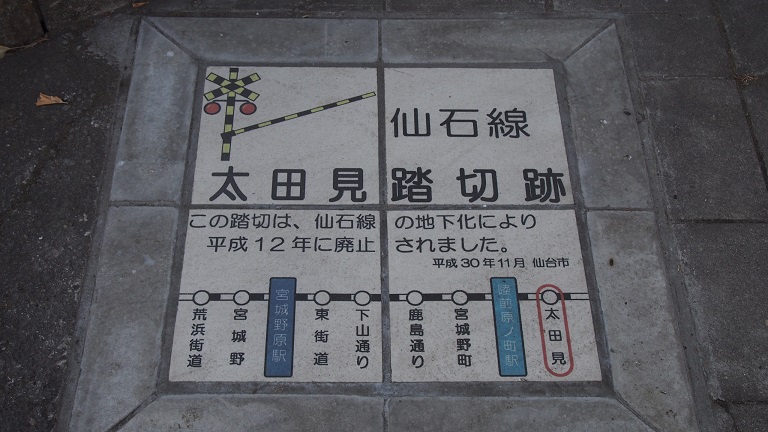 仙石線
太田見踏切跡
この踏切は、仙石線の地下化により
平成12年に廃止されました。
平成30年11月 仙台市
荒浜街道
宮城野
宮城野原駅
東街道
下山通り
鹿島通り
宮城野町
陸前原ノ町駅
太田見